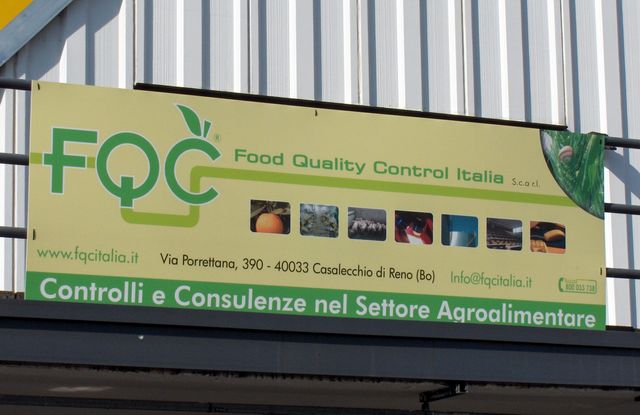 FQC®
Food Quality Control Italia S.c.a r.l.
www.fqcitalia.it
Via Porrettana, 390 - 40033 Casalecchio di Reno (Bo)
Info@fqcitalia.it
800 033 738
Controlli e Consulenze nel Settore Agroalimentare